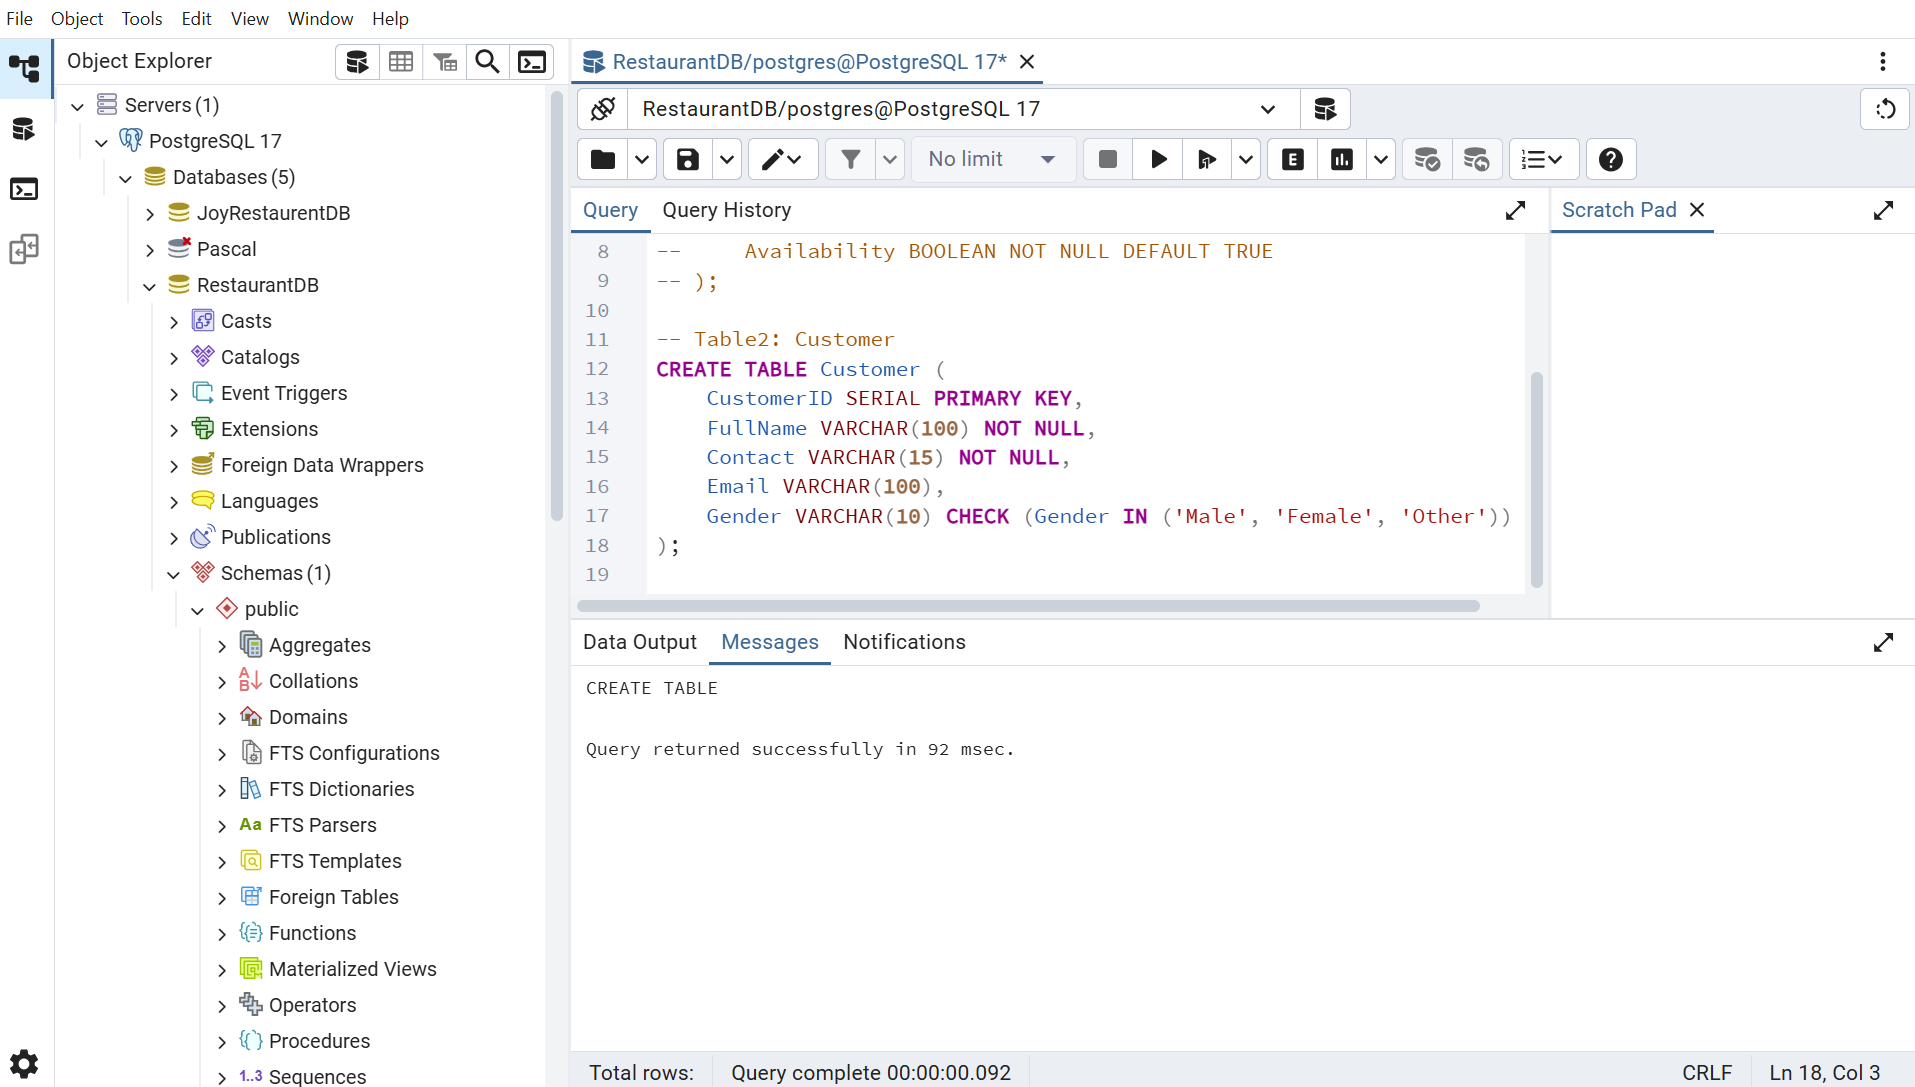 File Object Tools Edit View Window Help
Object Explorer
Servers (1)
PostgreSQL 17
Databases (5)
JoyRestaurentDB
Pascal
RestaurantDB
Casts
Catalogs
Event Triggers
Extensions
Foreign Data Wrappers
Languages
Publications
Schemas (1)
public
Aggregates
Collations
Domains
FTS Configurations
FTS Dictionaries
Aa FTS Parsers
FTS Templates
Foreign Tables
Functions
Materialized Views
Operators
Procedures
1..3 Sequences
RestaurantDB/postgres@PostgreSQL 17*
RestaurantDB/postgres@PostgreSQL 17
No limit
E
Query Query History
Scratch Pad
8 --     Availability BOOLEAN NOT NULL DEFAULT TRUE
9 -- );
10
11 -- Table2: Customer
12 CREATE TABLE Customer (
13     CustomerID SERIAL PRIMARY KEY,
14     FullName VARCHAR(100) NOT NULL,
15     Contact VARCHAR(15) NOT NULL,
16     Email VARCHAR(100),
17     Gender VARCHAR(10) CHECK (Gender IN ('Male', 'Female', 'Other'))
18 );
19
Data Output Messages Notifications
CREATE TABLE
Query returned successfully in 92 msec.
Total rows: Query complete 00:00:00.092 CRLF Ln 18, Col 3